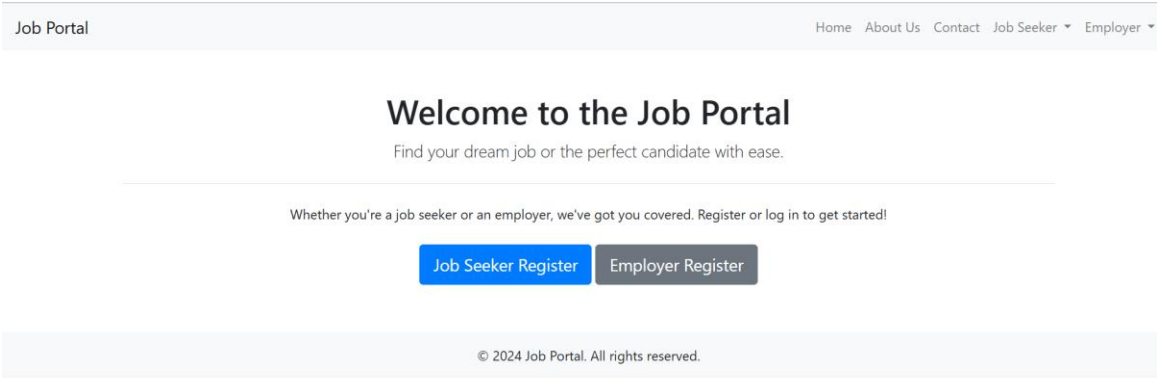 Job Portal
Home About Us Contact Job Seeker Employer
Welcome to the Job Portal
Find your dream job or the perfect candidate with ease.
Whether you're a job seeker or an employer, we've got you covered. Register or log in to get started!
Job Seeker Register Employer Register
© 2024 Job Portal. All rights reserved.